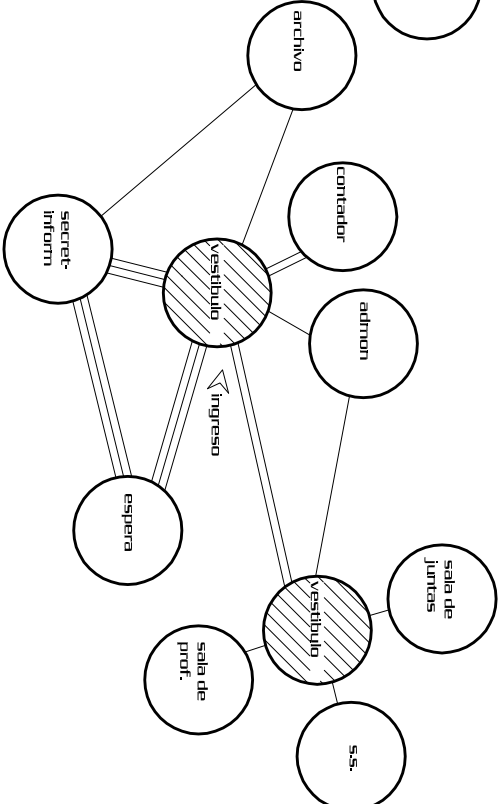 archivo
contador
secret-
inform
vestibulo
admon
ingreso
espera
sala de
juntas
vestibulo
sala de
prof.
s.s.